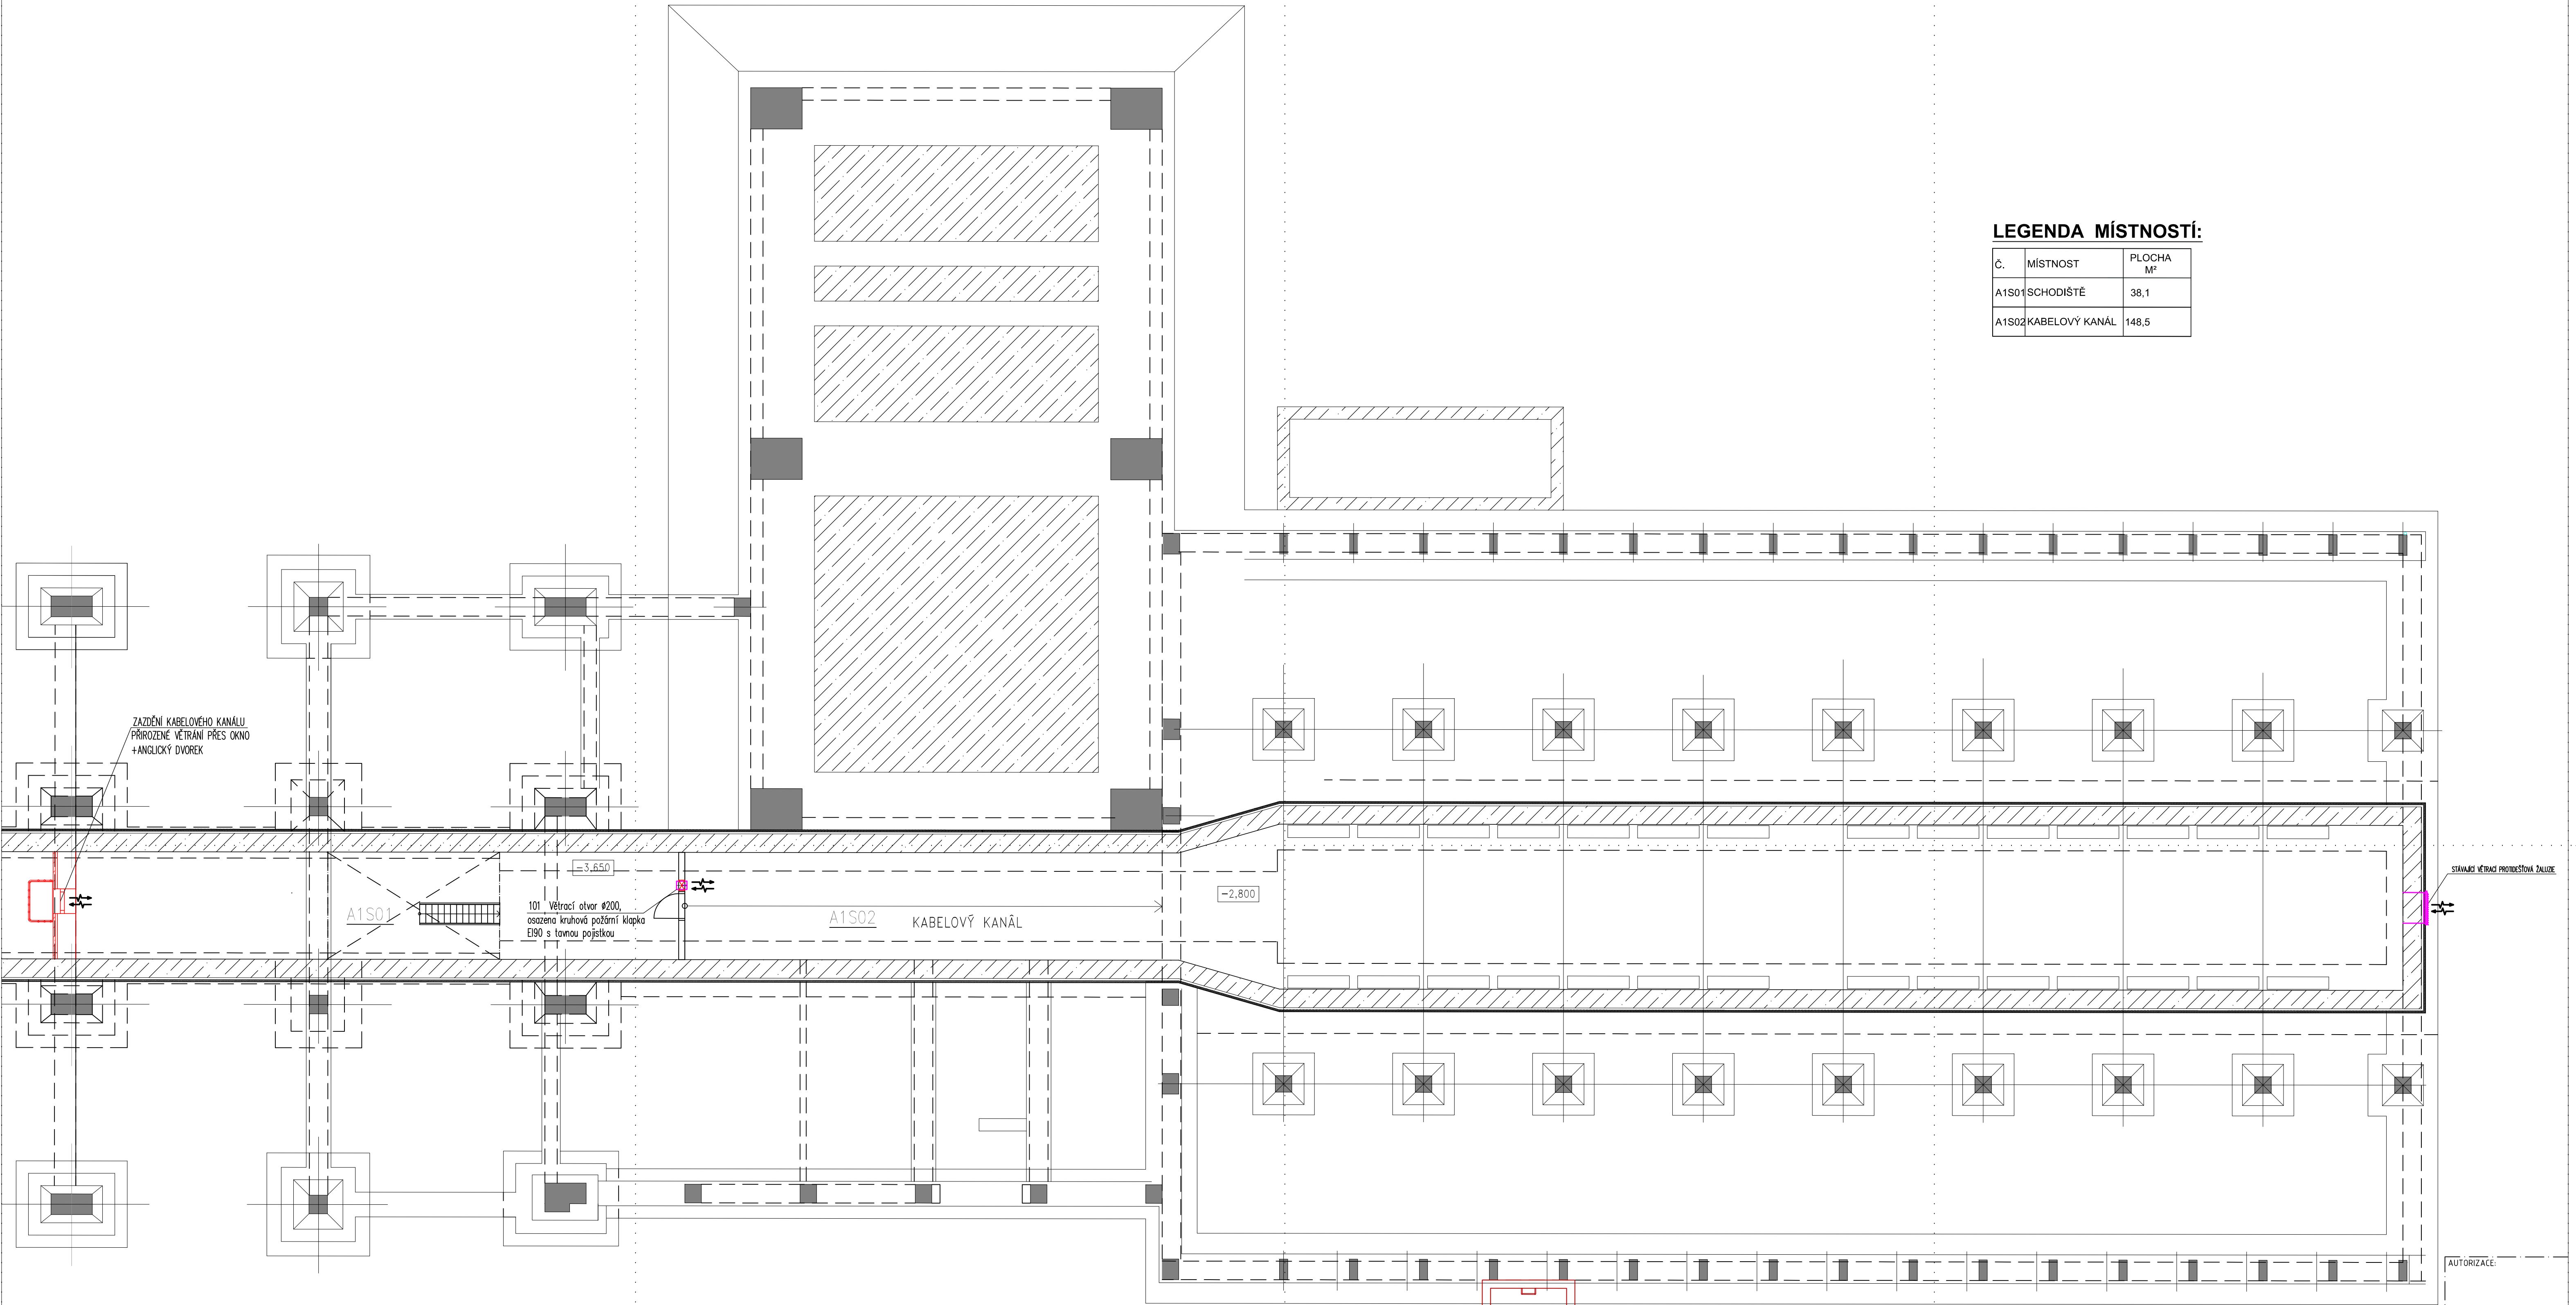 LEGENDA MÍSTNOSTÍ:
Č. MÍSTNOST PLOCHA M²
A1S01 SCHODIŠTĚ 38,1
A1S02 KABELOVÝ KANÁL 148,5
ZAZDĚNÍ KABELOVÉHO KANÁLU
PŘIROZENÉ VĚTRÁNÍ PŘES OKNO
+ANGLICKÝ DVOREK
-3,650
A1S01
101 Větrací otvor ø200,
osazena kruhová požární klapka
EI90 s tavnou pojistkou
A1S02 KABELOVÝ KANÁL
-2,800
STÁVAJÍCÍ VĚTRACÍ PROTIDEŠŤOVÁ ŽALUZIE
AUTORIZACE: